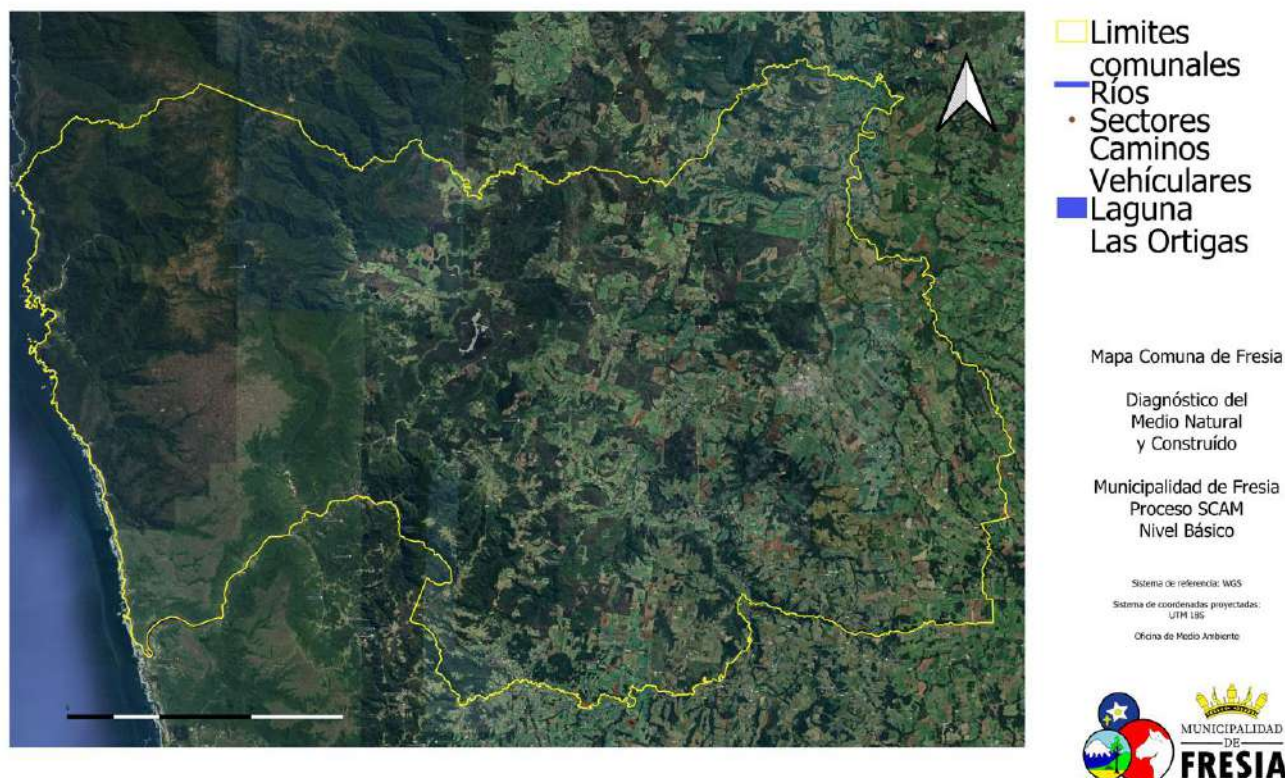 Limites
comunales
Ríos
Sectores
Caminos
Vehículares
Laguna
Las Ortigas
Mapa Comuna de Fresia
Diagnóstico del
Medio Natural
y Construído
Municipalidad de Fresia
Proceso SCAM
Nivel Básico
Sistema de referencia: WGS
Sistema de coordenadas proyectadas:
UTM 18S
Oficina de Medio Ambiente
MUNICIPALIDAD
DE
FRESIA